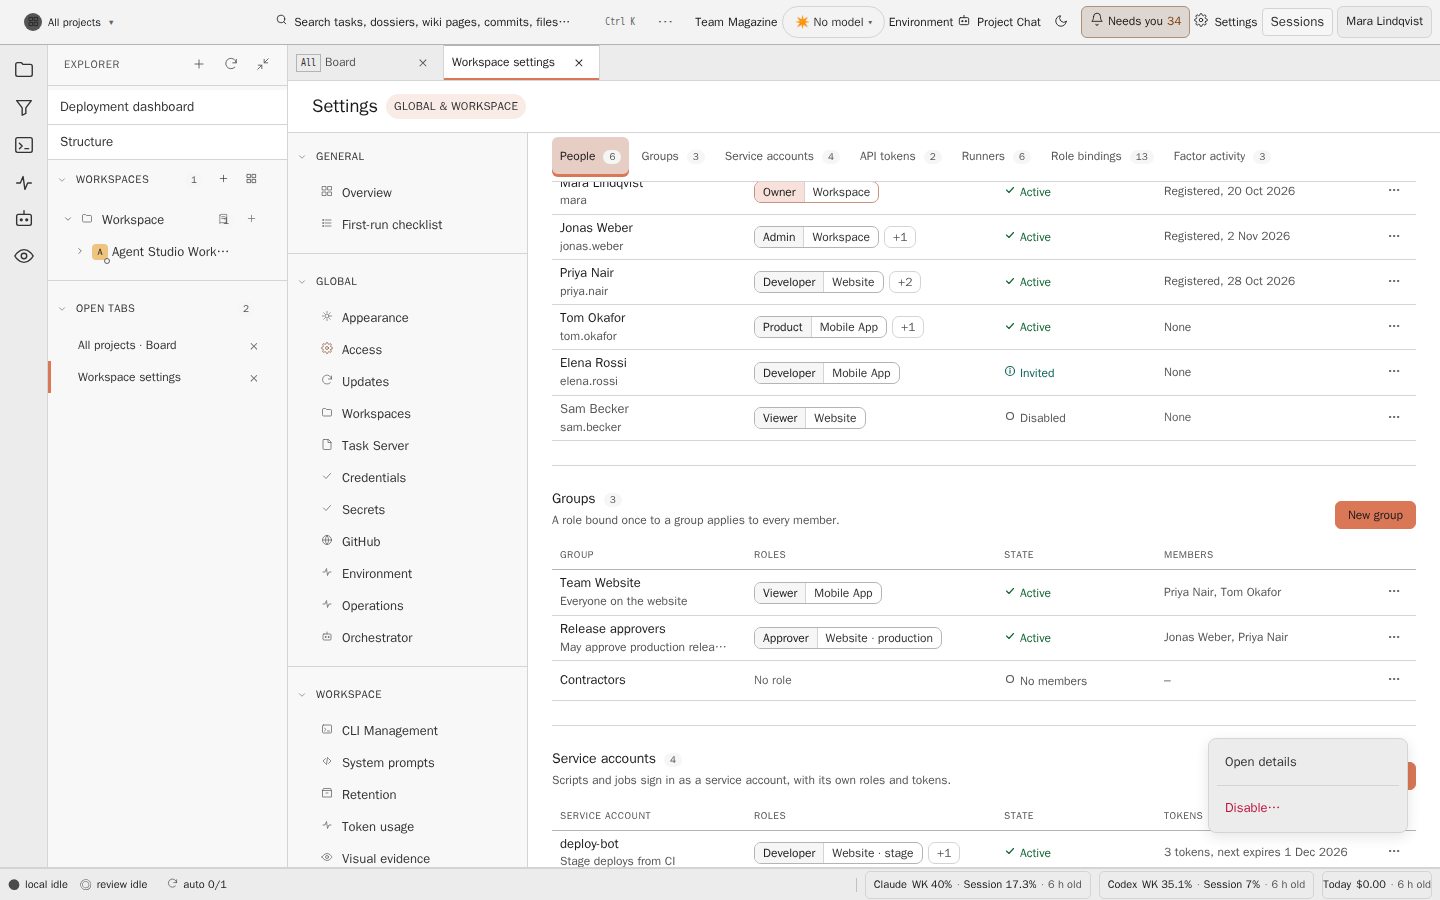 All projects
Search tasks, dossiers, wiki pages, commits, files···
Ctrl K
Team Magazine
No model
Environment
Project Chat
Needs you 34
Settings
Sessions
Mara Lindqvist
EXPLORER
Deployment dashboard
Structure
WORKSPACES 1
Workspace 1
A Agent Studio Work···
OPEN TABS 2
All projects · Board
Workspace settings
All Board
Workspace settings
Settings GLOBAL & WORKSPACE
GENERAL
Overview
First-run checklist
GLOBAL
Appearance
Access
Updates
Workspaces
Task Server
Credentials
Secrets
GitHub
Environment
Operations
Orchestrator
WORKSPACE
CLI Management
System prompts
Retention
Token usage
Visual evidence
People 6
Groups 3
Service accounts 4
API tokens 2
Runners 6
Role bindings 13
Factor activity 3
Mara Lindqvist
mara
Owner Workspace
Active
Registered, 20 Oct 2026
Jonas Weber
jonas.weber
Admin Workspace +1
Active
Registered, 2 Nov 2026
Priya Nair
priya.nair
Developer Website +2
Active
Registered, 28 Oct 2026
Tom Okafor
tom.okafor
Product Mobile App +1
Active
None
Elena Rossi
elena.rossi
Developer Mobile App
Invited
None
Sam Becker
sam.becker
Viewer Website
Disabled
None
Groups 3
A role bound once to a group applies to every member.
New group
GROUP ROLES STATE MEMBERS
Team Website
Everyone on the website
Viewer Mobile App
Active
Priya Nair, Tom Okafor
Release approvers
May approve production relea···
Approver Website · production
Active
Jonas Weber, Priya Nair
Contractors
No role
No members
–
Service accounts 4
Scripts and jobs sign in as a service account, with its own roles and tokens.
Open details
Disable···
SERVICE ACCOUNT ROLES STATE TOKENS
deploy-bot
Stage deploys from CI
Developer Website · stage +1
Active
3 tokens, next expires 1 Dec 2026
local idle
review idle
auto 0/1
Claude WK 40% · Session 17.3% · 6 h old
Codex WK 35.1% · Session 7% · 6 h old
Today $0.00 · 6 h old